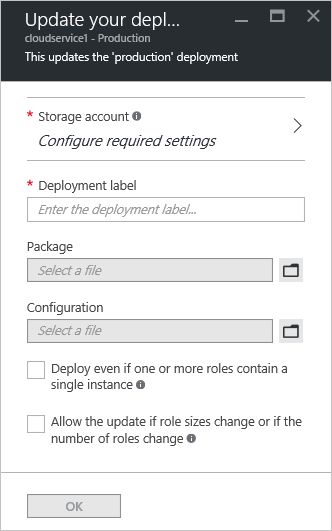 Update your depl...
cloudservice1 - Production
This updates the 'production' deployment
* Storage account
Configure required settings
* Deployment label
Enter the deployment label...
Package
Select a file
Configuration
Select a file
Deploy even if one or more roles contain a
single instance
Allow the update if role sizes change or if the
number of roles change
OK